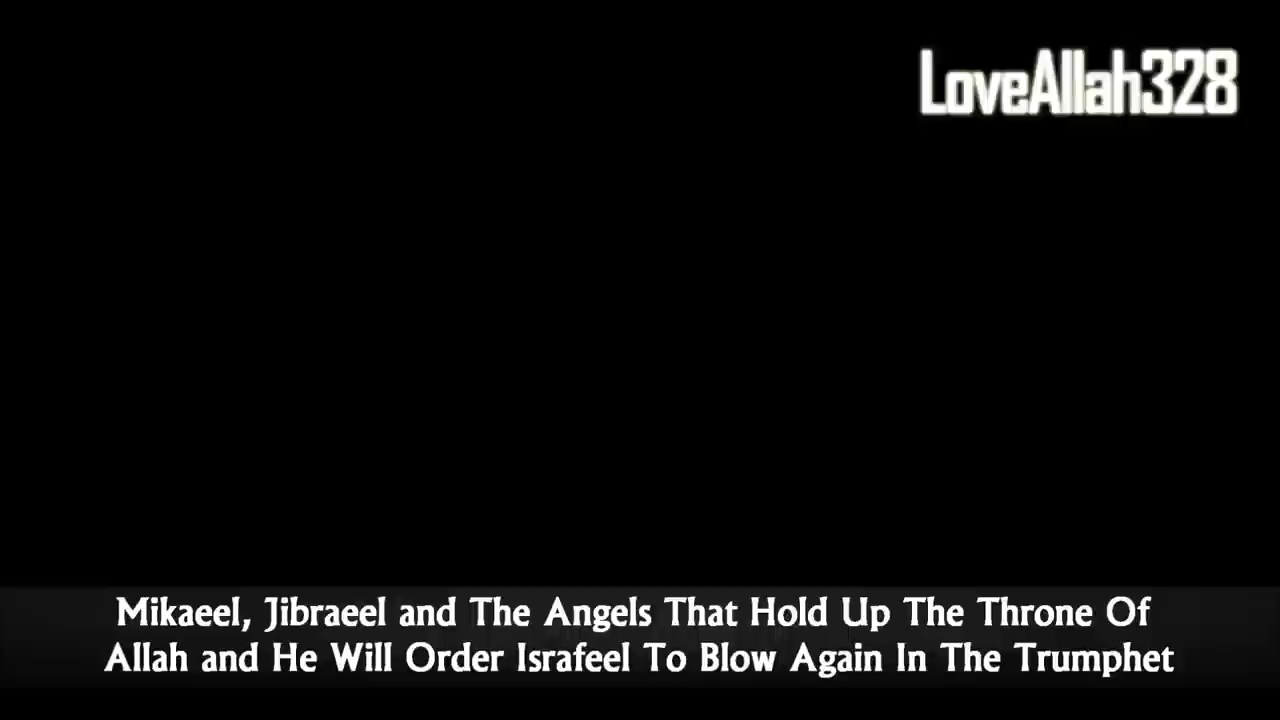 LoveAllah328
Mikaeel, Jibraeel and The Angels That Hold Up The Throne Of
Allah and He Will Order Israfeel To Blow Again In The Trumphet